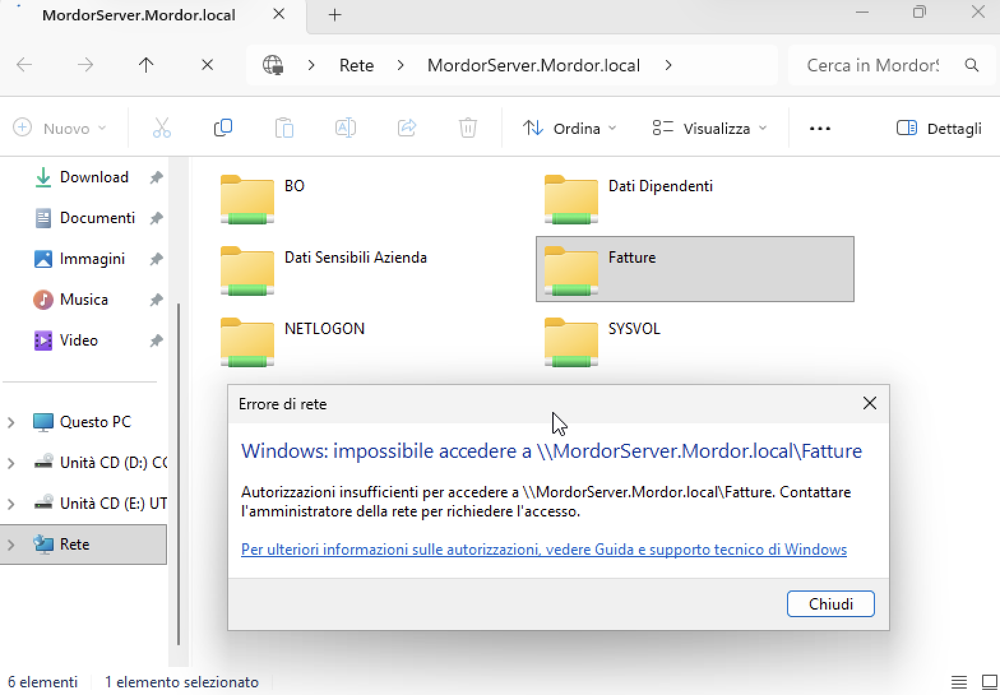 MordorServer.Mordor.local
Rete
MordorServer.Mordor.local
Cerca in Mordor
Nuovo
Ordina
Visualizza
Dettagli
Download
Documenti
Immagini
Musica
Video
Questo PC
Unità CD (D:) CC
Unità CD (E:) UT
Rete
BO
Dati Dipendenti
Dati Sensibili Azienda
Fatture
NETLOGON
SYSVOL
Errore di rete
Windows: impossibile accedere a \\MordorServer.Mordor.local\Fatture
Autorizzazioni insufficienti per accedere a \\MordorServer.Mordor.local\Fatture. Contattare
l'amministratore della rete per richiedere l'accesso.
Per ulteriori informazioni sulle autorizzazioni, vedere Guida e supporto tecnico di Windows
Chiudi
6 elementi
1 elemento selezionato